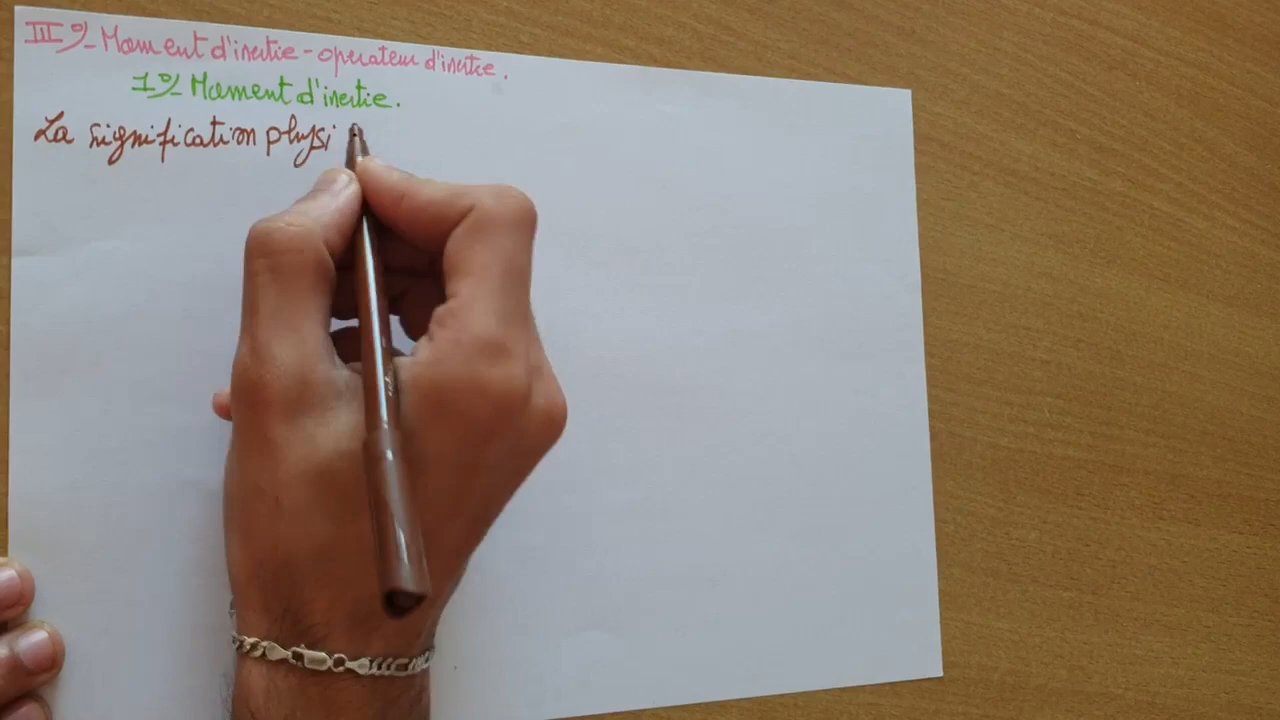 III°/- Moment d'inertie - operateur d'inertie.
1°/- Moment d'inertie.
La signification physi